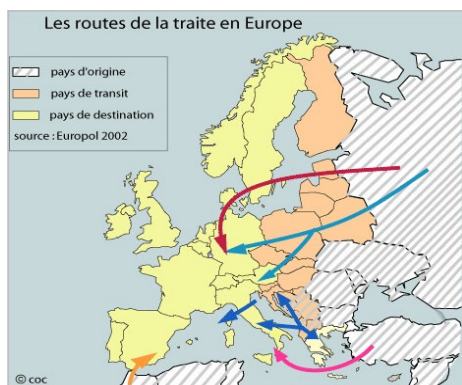 Les routes de la traite en Europe
pays d'origine
pays de transit
pays de destination
source : Europol 2002
© coc